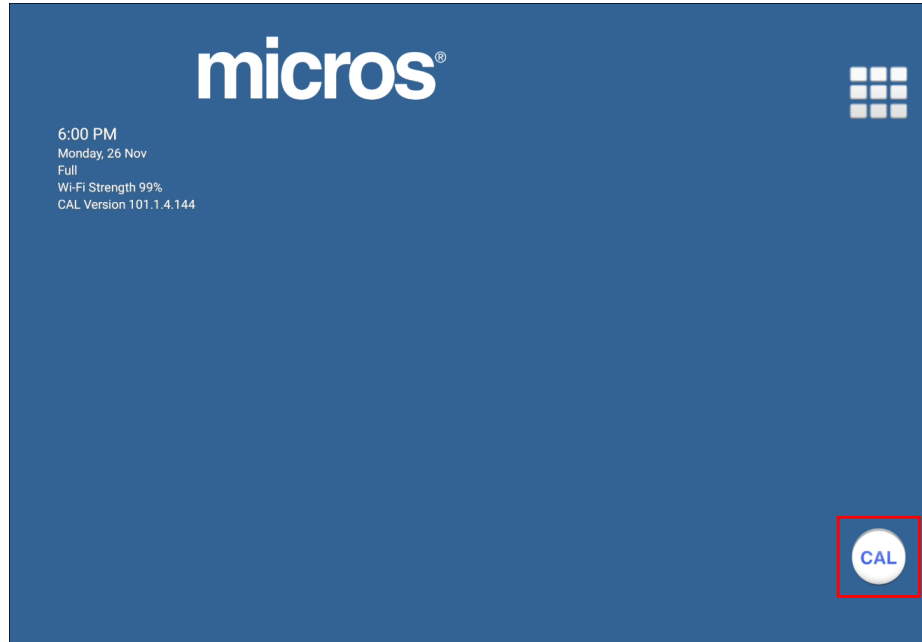 micros®
6:00 PM
Monday, 26 Nov
Full
Wi-Fi Strength 99%
CAL Version 101.1.4.144
CAL